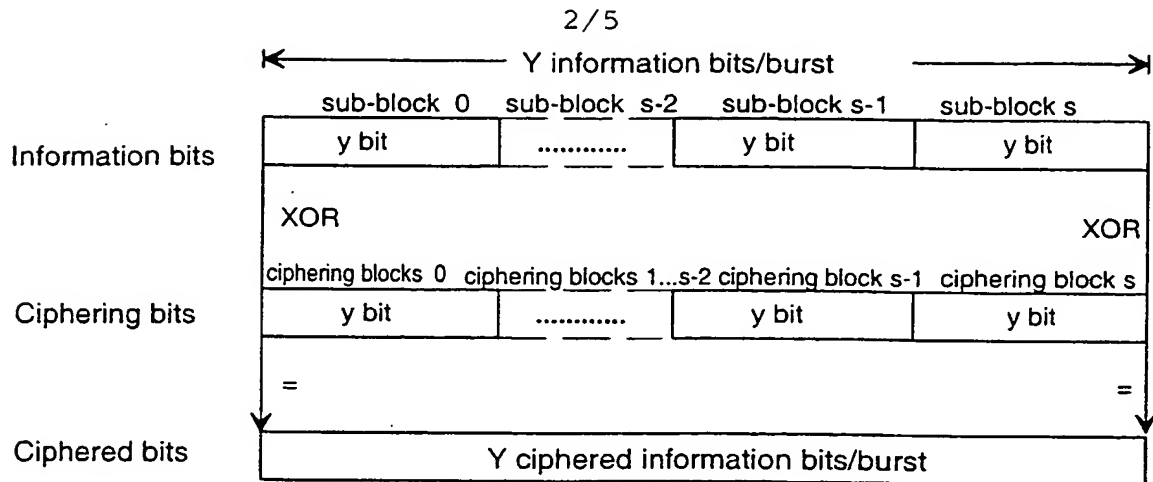 2/5
Y information bits/burst
sub-block 0 sub-block s-2 sub-block s-1 sub-block s
Information bits y bit ............ y bit y bit
XOR XOR
ciphering blocks 0 ciphering blocks 1...s-2 ciphering block s-1 ciphering block s
Ciphering bits y bit ............ y bit y bit
= =
Ciphered bits Y ciphered information bits/burst